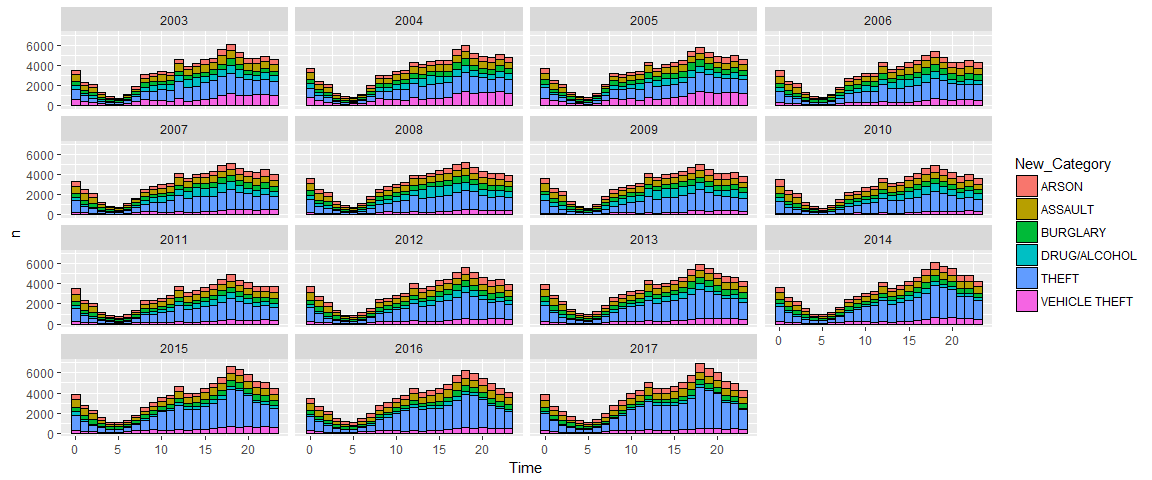 2003 2004 2005 2006
6000
4000
2000
0
2007 2008 2009 2010
6000
4000
2000
0
2011 2012 2013 2014
6000
4000
2000
0
0 5 10 15 20
2015 2016 2017
6000
4000
2000
0
0 5 10 15 20 0 5 10 15 20 0 5 10 15 20
n
Time
New_Category
ARSON
ASSAULT
BURGLARY
DRUG/ALCOHOL
THEFT
VEHICLE THEFT